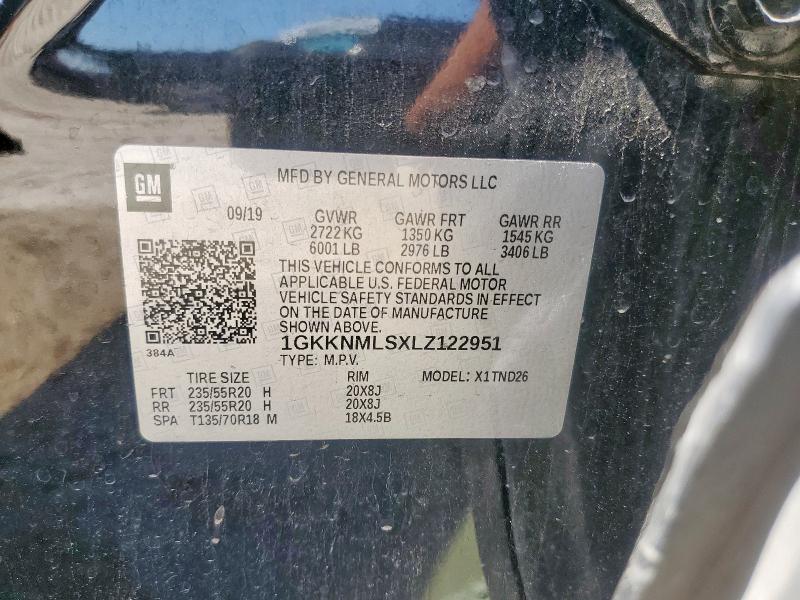 GM
MFD BY GENERAL MOTORS LLC
09/19 GVWR GAWR FRT GAWR RR
2722 KG 1350 KG 1545 KG
6001 LB 2976 LB 3406 LB
THIS VEHICLE CONFORMS TO ALL
APPLICABLE U.S. FEDERAL MOTOR
VEHICLE SAFETY STANDARDS IN EFFECT
ON THE DATE OF MANUFACTURE
SHOWN ABOVE.
384A 1GKKNMLSXLZ122951
TYPE: M.P.V.
TIRE SIZE RIM MODEL: X1TND26
FRT 235/55R20 H 20X8J
RR 235/55R20 H 20X8J
SPA T135/70R18 M 18X4.5B